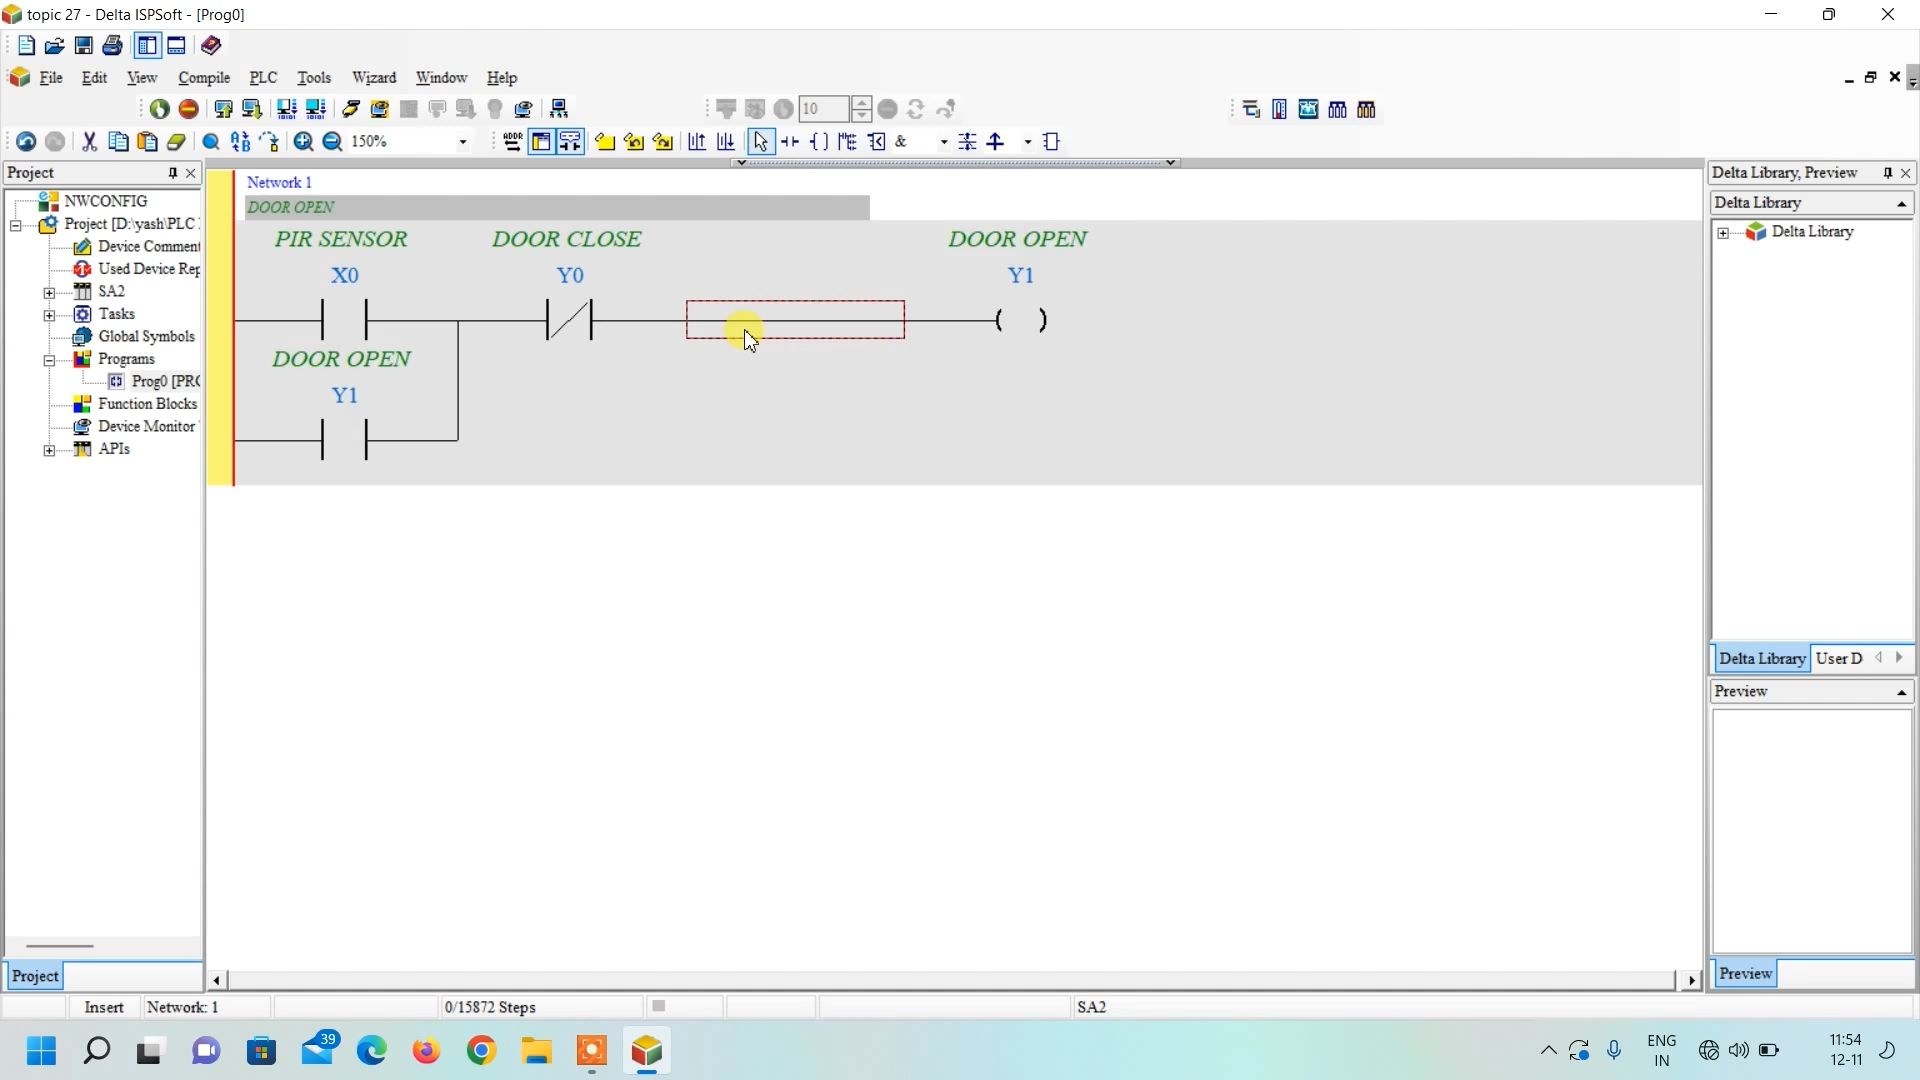 topic 27 - Delta ISPSoft - [Prog0]
File Edit View Compile PLC Tools Wizard Window Help
10
150%
ADDR
&
Project
NWCONFIG
Project [D:\yash\PLC
Device Comment
Used Device Rep
SA2
Tasks
Global Symbols
Programs
Prog0 [PRG
Function Blocks
Device Monitor
APIs
Project
Network 1
DOOR OPEN
PIR SENSOR DOOR CLOSE DOOR OPEN
X0 Y0 Y1
DOOR OPEN
Y1
Delta Library, Preview
Delta Library
Delta Library
Delta Library User D
Preview
Preview
Insert Network: 1 0/15872 Steps SA2
39
ENG
IN
11:54
12-11